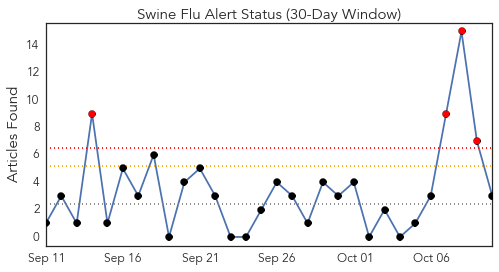 Swine Flu Alert Status (30-Day Window)
Articles Found
14
12
10
8
6
4
2
0
Sep 11 Sep 16 Sep 21 Sep 26 Oct 01 Oct 06